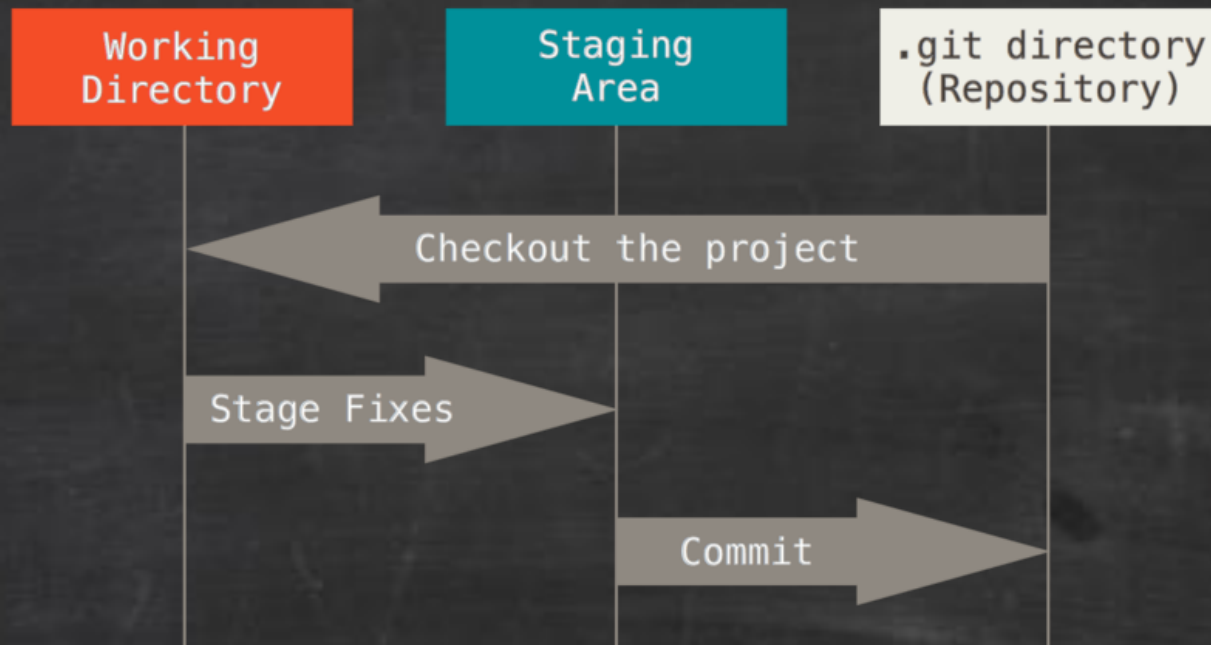 Working
Directory
Staging
Area
.git directory
(Repository)
Checkout the project
Stage Fixes
Commit